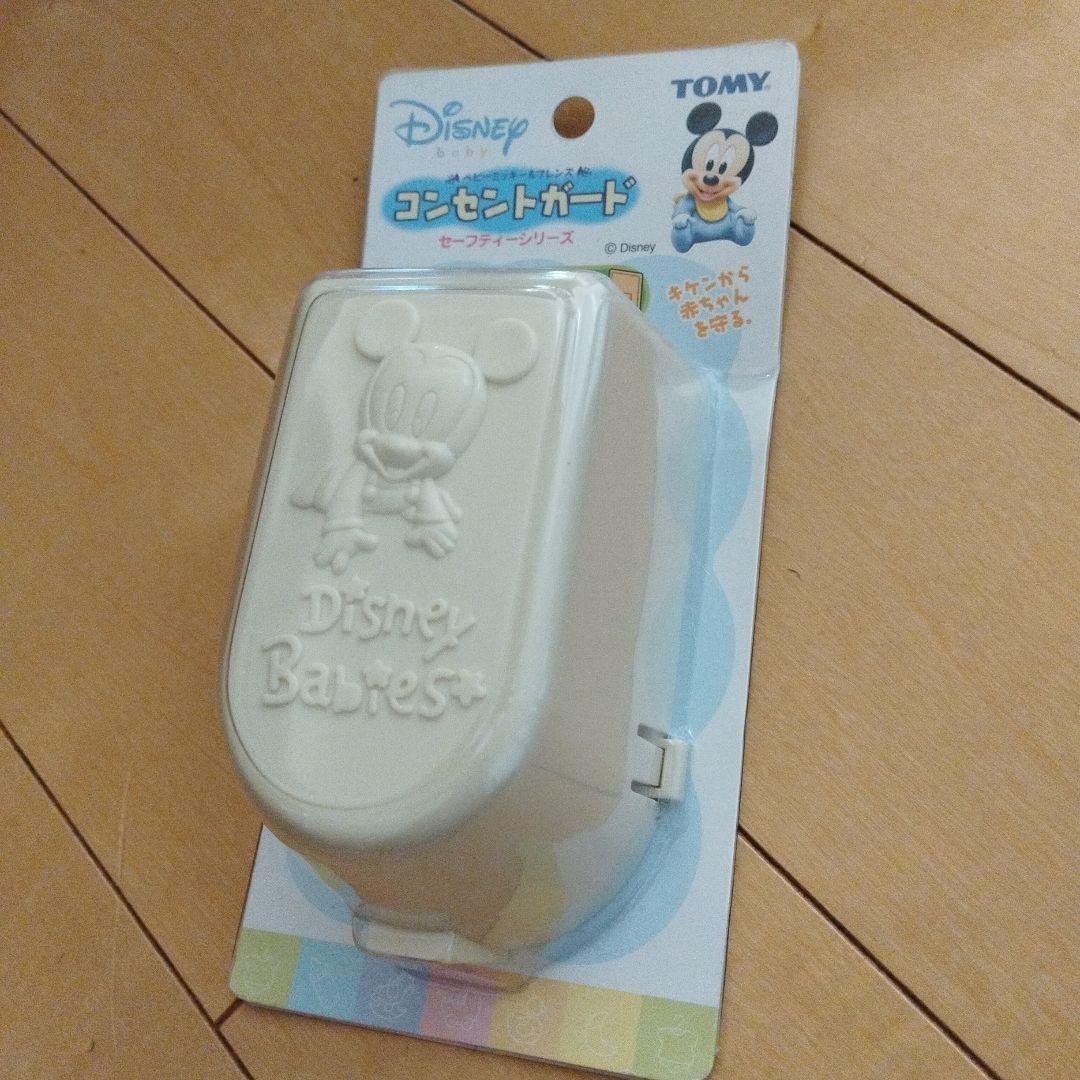 TOMY
Disney
baby
ベビーミッキー&フレンズ
コンセントガード
セーフティーシリーズ
© Disney
キケンから
赤ちゃん
を守る。
Disney
Babies